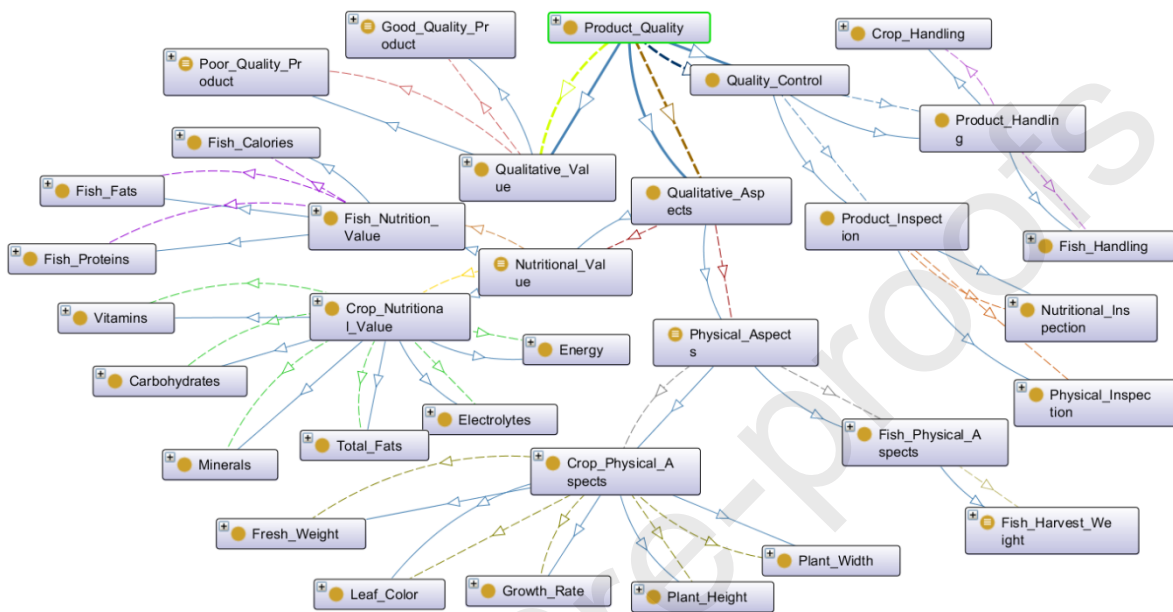 Good_Quality_Pr
oduct
Product_Quality
Crop_Handling
Poor_Quality_Pr
oduct
Quality_Control
Product_Handlin
g
Fish_Calories
Qualitative_Val
ue
Qualitative_Asp
ects
Fish_Fats
Fish_Nutrition_
Value
Product_Inspect
ion
Fish_Handling
Fish_Proteins
Nutritional_Val
ue
Vitamins
Crop_Nutritiona
l_Value
Nutritional_Ins
pection
Physical_Aspect
s
Energy
Carbohydrates
Physical_Inspec
tion
Electrolytes
Minerals
Total_Fats
Fish_Physical_A
spects
Crop_Physical_A
spects
Fresh_Weight
Fish_Harvest_We
ight
Plant_Width
Leaf_Color
Growth_Rate
Plant_Height
re-proofs